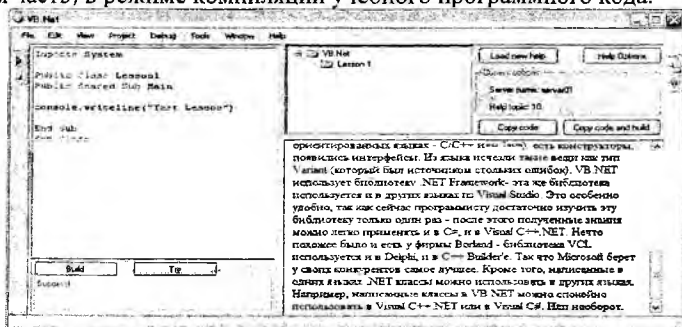 часть, в режиме компиляции учебного программного кода.
VB.Net
File Edit View Project Debug Tools Window Help
Imports System
Public Class Lessuul
Public Shared Sub Main
console.writeline("Test Lesson")
End Sub
VB.Net
Lesson 1
Load new help
Help Options
Server name: server01
Help topic: 10
Copy code
Copy code and build
ориентированных языках - C/C++ или Java), есть конструкторы,
появились интерфейсы. Из языка исчезли такие вещи как тип
Variant (который был источником стольких ошибок). VB NET
использует библиотеку .NET Framework- эта же библиотека
используется и в других языках из Visual Studio. Это особенно
удобно, так как сейчас программисту достаточно изучить эту
библиотеку только один раз - после этого полученные знания
можно легко применять и в C#, и в Visual C++.NET. Нечто
похожее было и есть у фирмы Borland - библиотека VCL
используется и в Delphi, и в C++ Builder'е. Так что Microsoft берет
у своих конкурентов самое лучшее. Кроме того, написанные в
одних языках .NET классы можно использовать в других языках.
Например, написанные классы в VB NET можно спокойно
использовать в Visual C++ NET или в Visual C#. Или наоборот.
Build